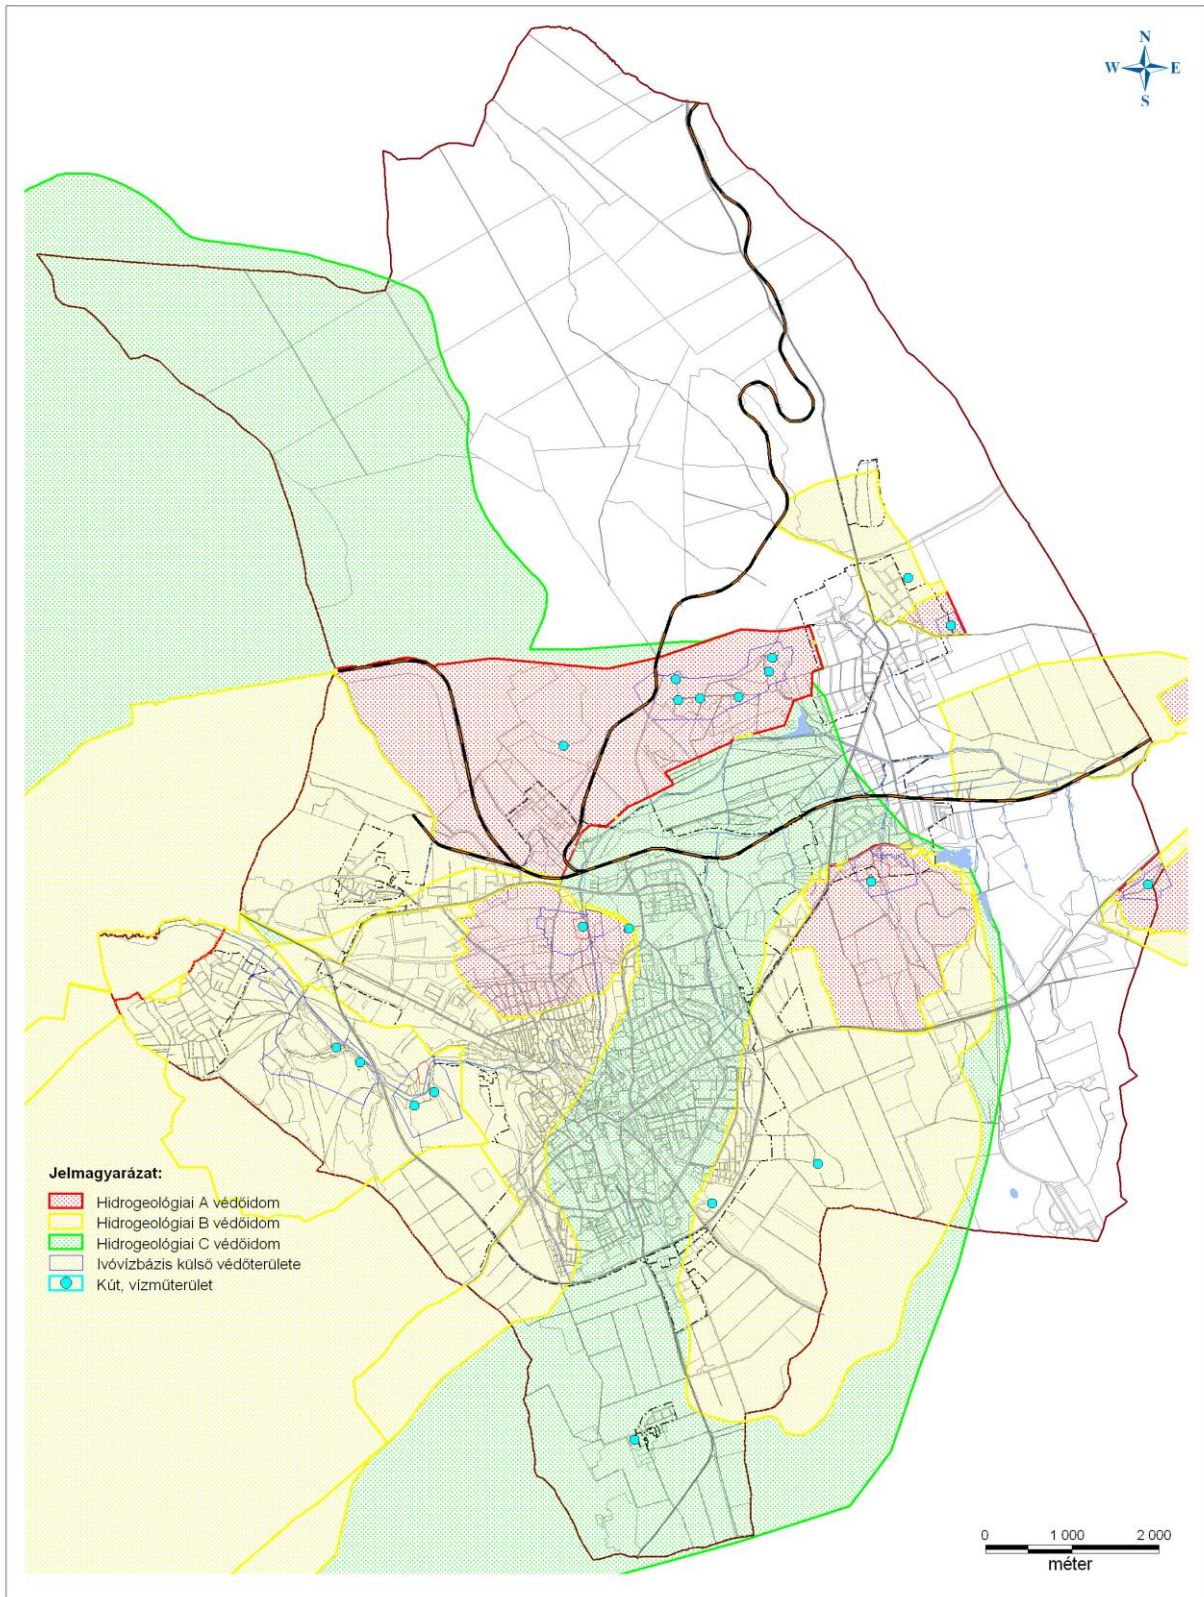 N
W E
S
Jelmagyarázat:
Hidrogeológiai A védőidom
Hidrogeológiai B védőidom
Hidrogeológiai C védőidom
Ivóvízbázis külső védőterülete
Kút, vízműterület
0 1 000 2 000
méter